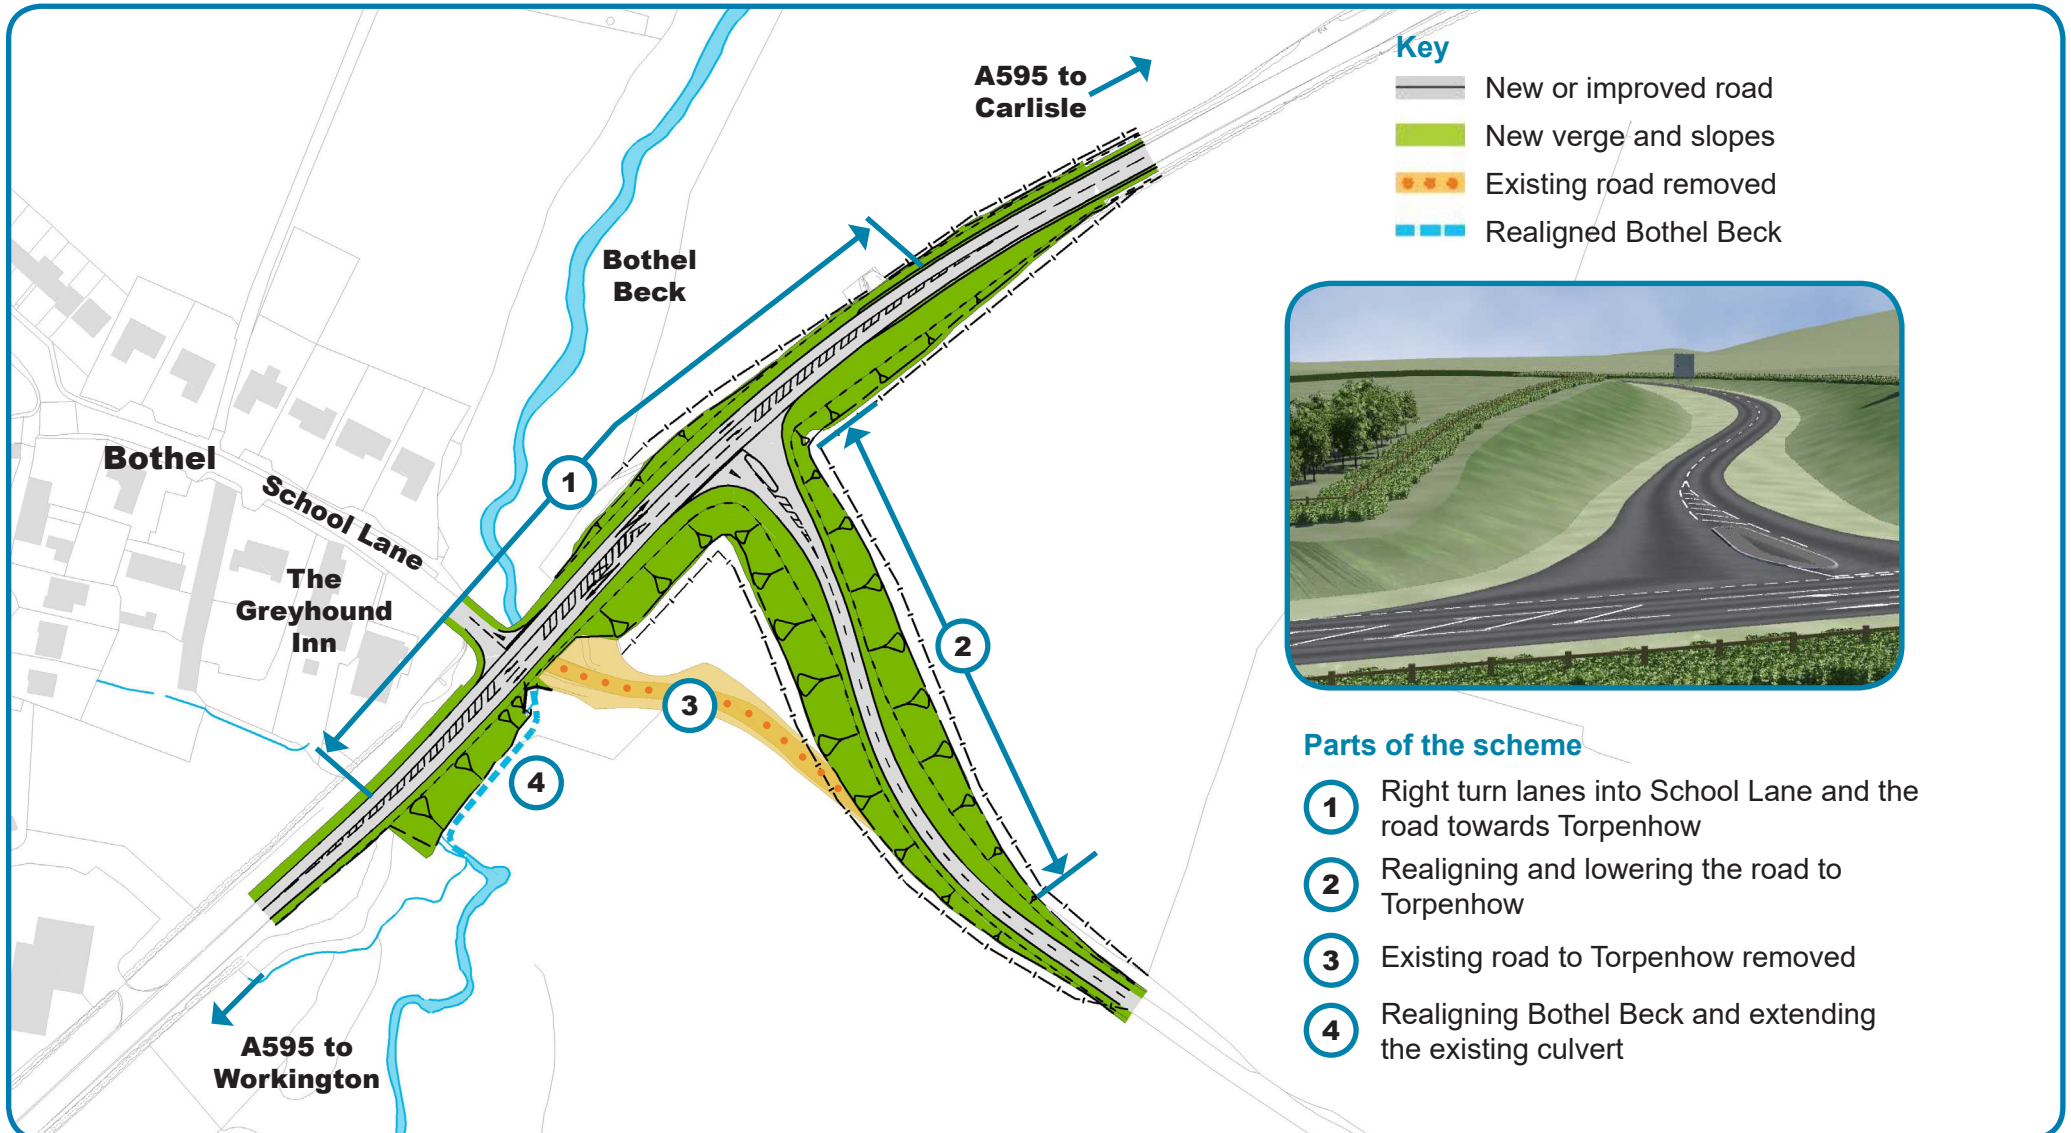 A595 to
Carlisle
Key
New or improved road
New verge and slopes
Existing road removed
Realigned Bothel Beck
Bothel
Beck
1
Bothel
School Lane
The
Greyhound
Inn
2
3
4
A595 to
Workington
Parts of the scheme
1 Right turn lanes into School Lane and the
road towards Torpenhow
2 Realigning and lowering the road to
Torpenhow
3 Existing road to Torpenhow removed
4 Realigning Bothel Beck and extending
the existing culvert